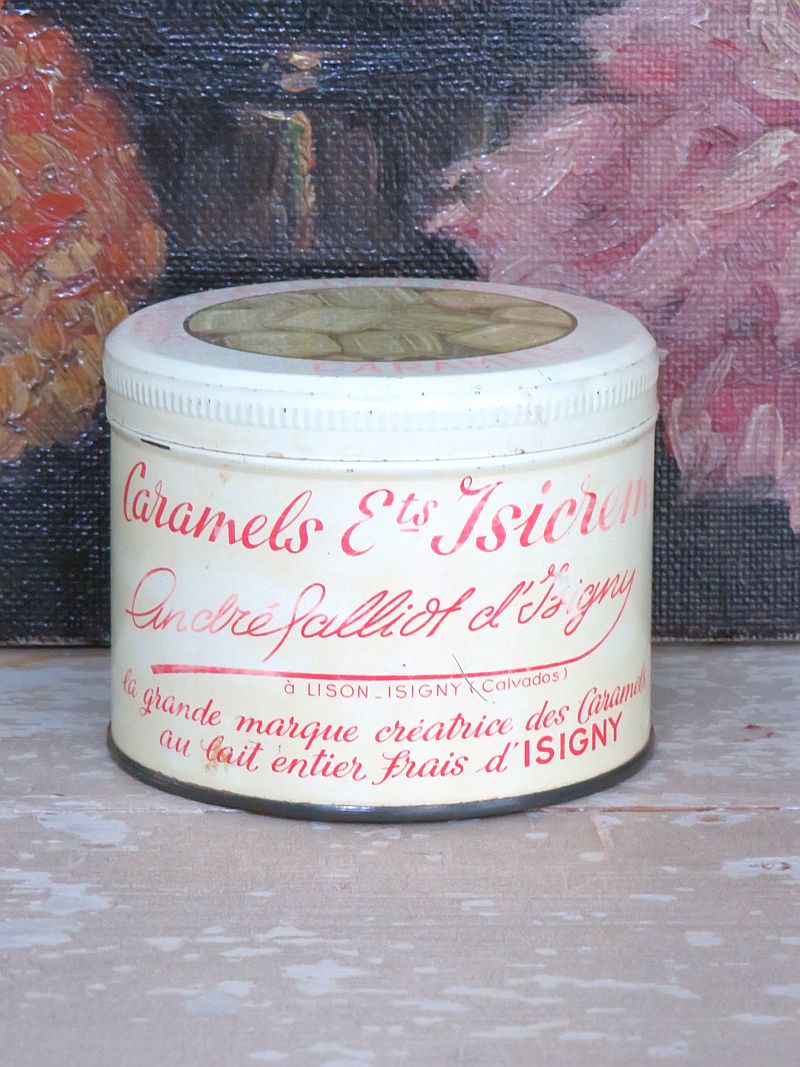 CARAMELS
Caramels Ets Isicrem
André Galliot d'Isigny
à LISON_ISIGNY (Calvados)
la grande marque créatrice des Caramels
au lait entier frais d'ISIGNY